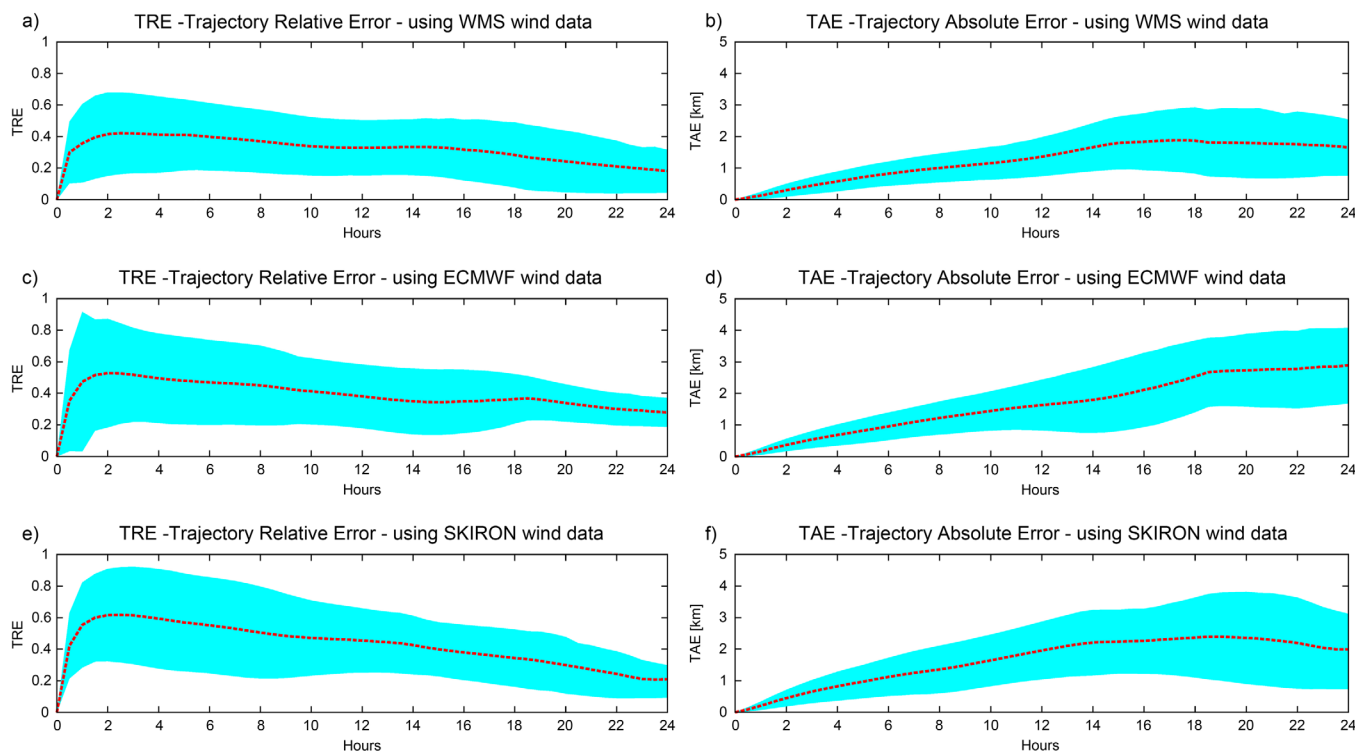 a) TRE -Trajectory Relative Error - using WMS wind data
1
0.8
0.6
0.4
0.2
0
TRE
0 2 4 6 8 10 12 14 16 18 20 22 24
Hours
b) TAE -Trajectory Absolute Error - using WMS wind data
5
4
3
2
1
0
TAE [km]
0 2 4 6 8 10 12 14 16 18 20 22 24
Hours
c) TRE -Trajectory Relative Error - using ECMWF wind data
1
0.8
0.6
0.4
0.2
0
TRE
0 2 4 6 8 10 12 14 16 18 20 22 24
Hours
d) TAE -Trajectory Absolute Error - using ECMWF wind data
5
4
3
2
1
0
TAE [km]
0 2 4 6 8 10 12 14 16 18 20 22 24
Hours
e) TRE -Trajectory Relative Error - using SKIRON wind data
1
0.8
0.6
0.4
0.2
0
TRE
0 2 4 6 8 10 12 14 16 18 20 22 24
Hours
f) TAE -Trajectory Absolute Error - using SKIRON wind data
5
4
3
2
1
0
TAE [km]
0 2 4 6 8 10 12 14 16 18 20 22 24
Hours